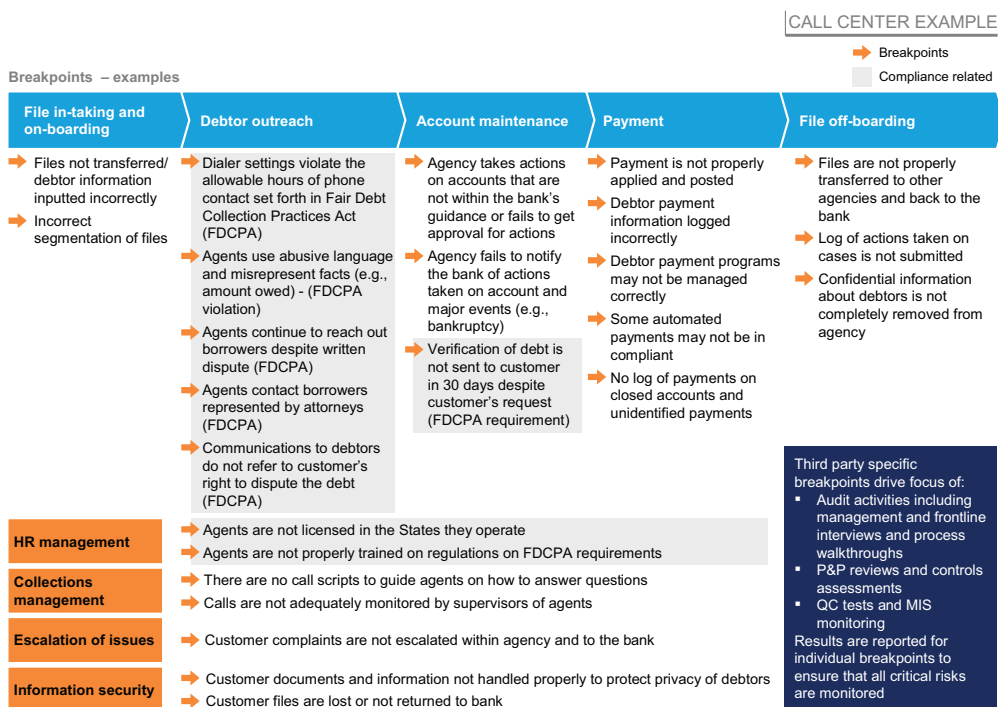 CALL CENTER EXAMPLE
Breakpoints
Compliance related
Breakpoints – examples
File in-taking and
on-boarding
Debtor outreach
Account maintenance
Payment
File off-boarding
Files not transferred/
debtor information
inputted incorrectly
Incorrect
segmentation of files
Dialer settings violate the
allowable hours of phone
contact set forth in Fair Debt
Collection Practices Act
(FDCPA)
Agents use abusive language
and misrepresent facts (e.g.,
amount owed) - (FDCPA
violation)
Agents continue to reach out
borrowers despite written
dispute (FDCPA)
Agents contact borrowers
represented by attorneys
(FDCPA)
Communications to debtors
do not refer to customer's
right to dispute the debt
(FDCPA)
Agency takes actions
on accounts that are
not within the bank's
guidance or fails to get
approval for actions
Agency fails to notify
the bank of actions
taken on account and
major events (e.g.,
bankruptcy)
Verification of debt is
not sent to customer
in 30 days despite
customer's request
(FDCPA requirement)
Payment is not properly
applied and posted
Debtor payment
information logged
incorrectly
Debtor payment programs
may not be managed
correctly
Some automated
payments may not be in
compliant
No log of payments on
closed accounts and
unidentified payments
Files are not properly
transferred to other
agencies and back to the
bank
Log of actions taken on
cases is not submitted
Confidential information
about debtors is not
completely removed from
agency
HR management
Agents are not licensed in the States they operate
Agents are not properly trained on regulations on FDCPA requirements
Collections
management
There are no call scripts to guide agents on how to answer questions
Calls are not adequately monitored by supervisors of agents
Escalation of issues
Customer complaints are not escalated within agency and to the bank
Information security
Customer documents and information not handled properly to protect privacy of debtors
Customer files are lost or not returned to bank
Third party specific
breakpoints drive focus of:
▪ Audit activities including
management and frontline
interviews and process
walkthroughs
▪ P&P reviews and controls
assessments
▪ QC tests and MIS
monitoring
Results are reported for
individual breakpoints to
ensure that all critical risks
are monitored